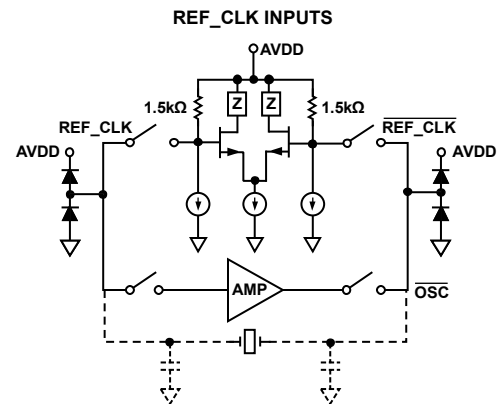 REF_CLK INPUTS
AVDD
1.5kΩ
Z
Z
1.5kΩ
REF_CLK
REF_CLK
AVDD
AVDD
AMP
OSC